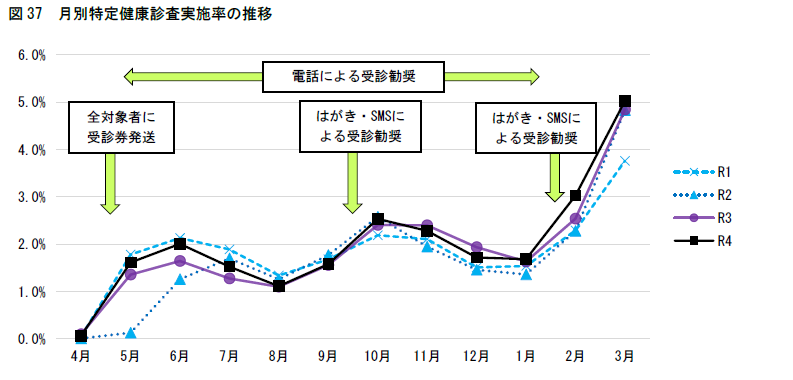 図 37　月別特定健康診査実施率の推移
6.0%
5.0%
4.0%
3.0%
2.0%
1.0%
0.0%
電話による受診勧奨
全対象者に
受診券発送
はがき・SMSに
よる受診勧奨
はがき・SMSに
よる受診勧奨
R1
R2
R3
R4
4月 5月 6月 7月 8月 9月 10月 11月 12月 1月 2月 3月